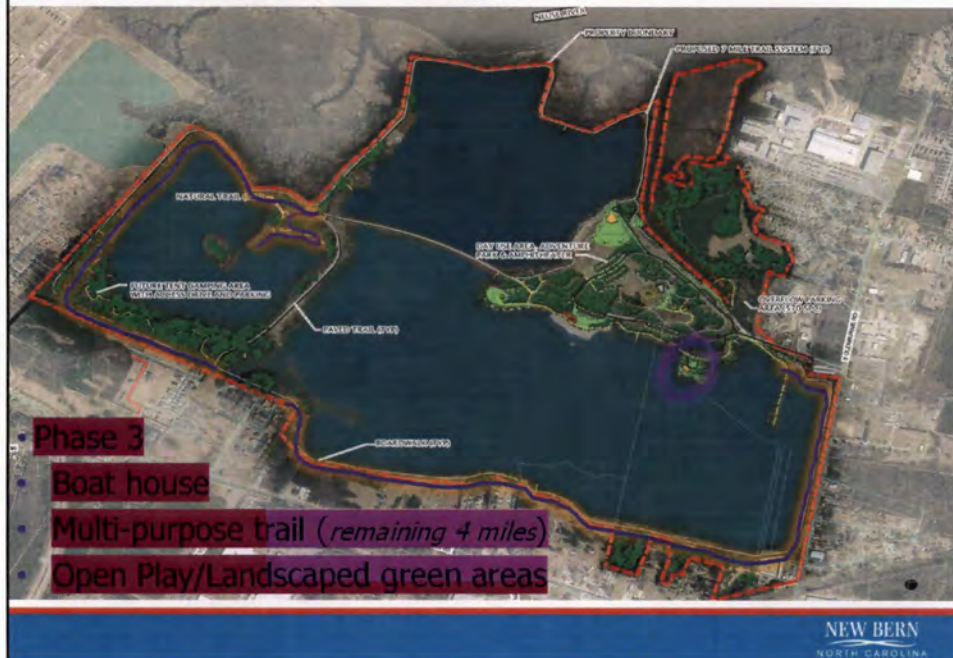 NEUSE RIVER
PROPERTY BOUNDARY
PROPOSED 7 MILE TRAIL SYSTEM (TYP)
NATURAL TRAIL
DAY USE AREA, ADVENTURE
PARK & AMPHITHEATER
FUTURE TENT CAMPING AREA
WITH ACCESS DRIVE AND PARKING
OVERFLOW PARKING
AREA
PAVED TRAIL (TYP)
BOARDWALK (TYP)
• Phase 3
• Boat house
• Multi-purpose trail (remaining 4 miles)
• Open Play/Landscaped green areas
NEW BERN
NORTH CAROLINA